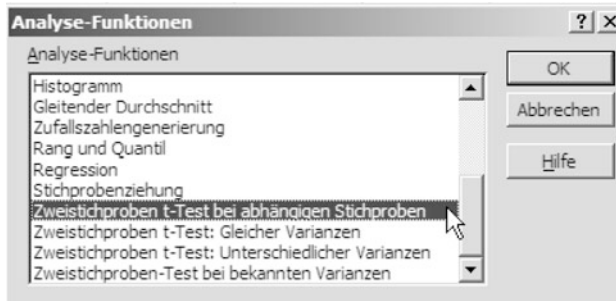 Analyse-Funktionen
Analyse-Funktionen
Histogramm
Gleitender Durchschnitt
Zufallszahlengenerierung
Rang und Quantil
Regression
Stichprobenziehung
Zweistichproben t-Test bei abhängigen Stichproben
Zweistichproben t-Test: Gleicher Varianzen
Zweistichproben t-Test: Unterschiedlicher Varianzen
Zweistichproben-Test bei bekannten Varianzen
OK
Abbrechen
Hilfe